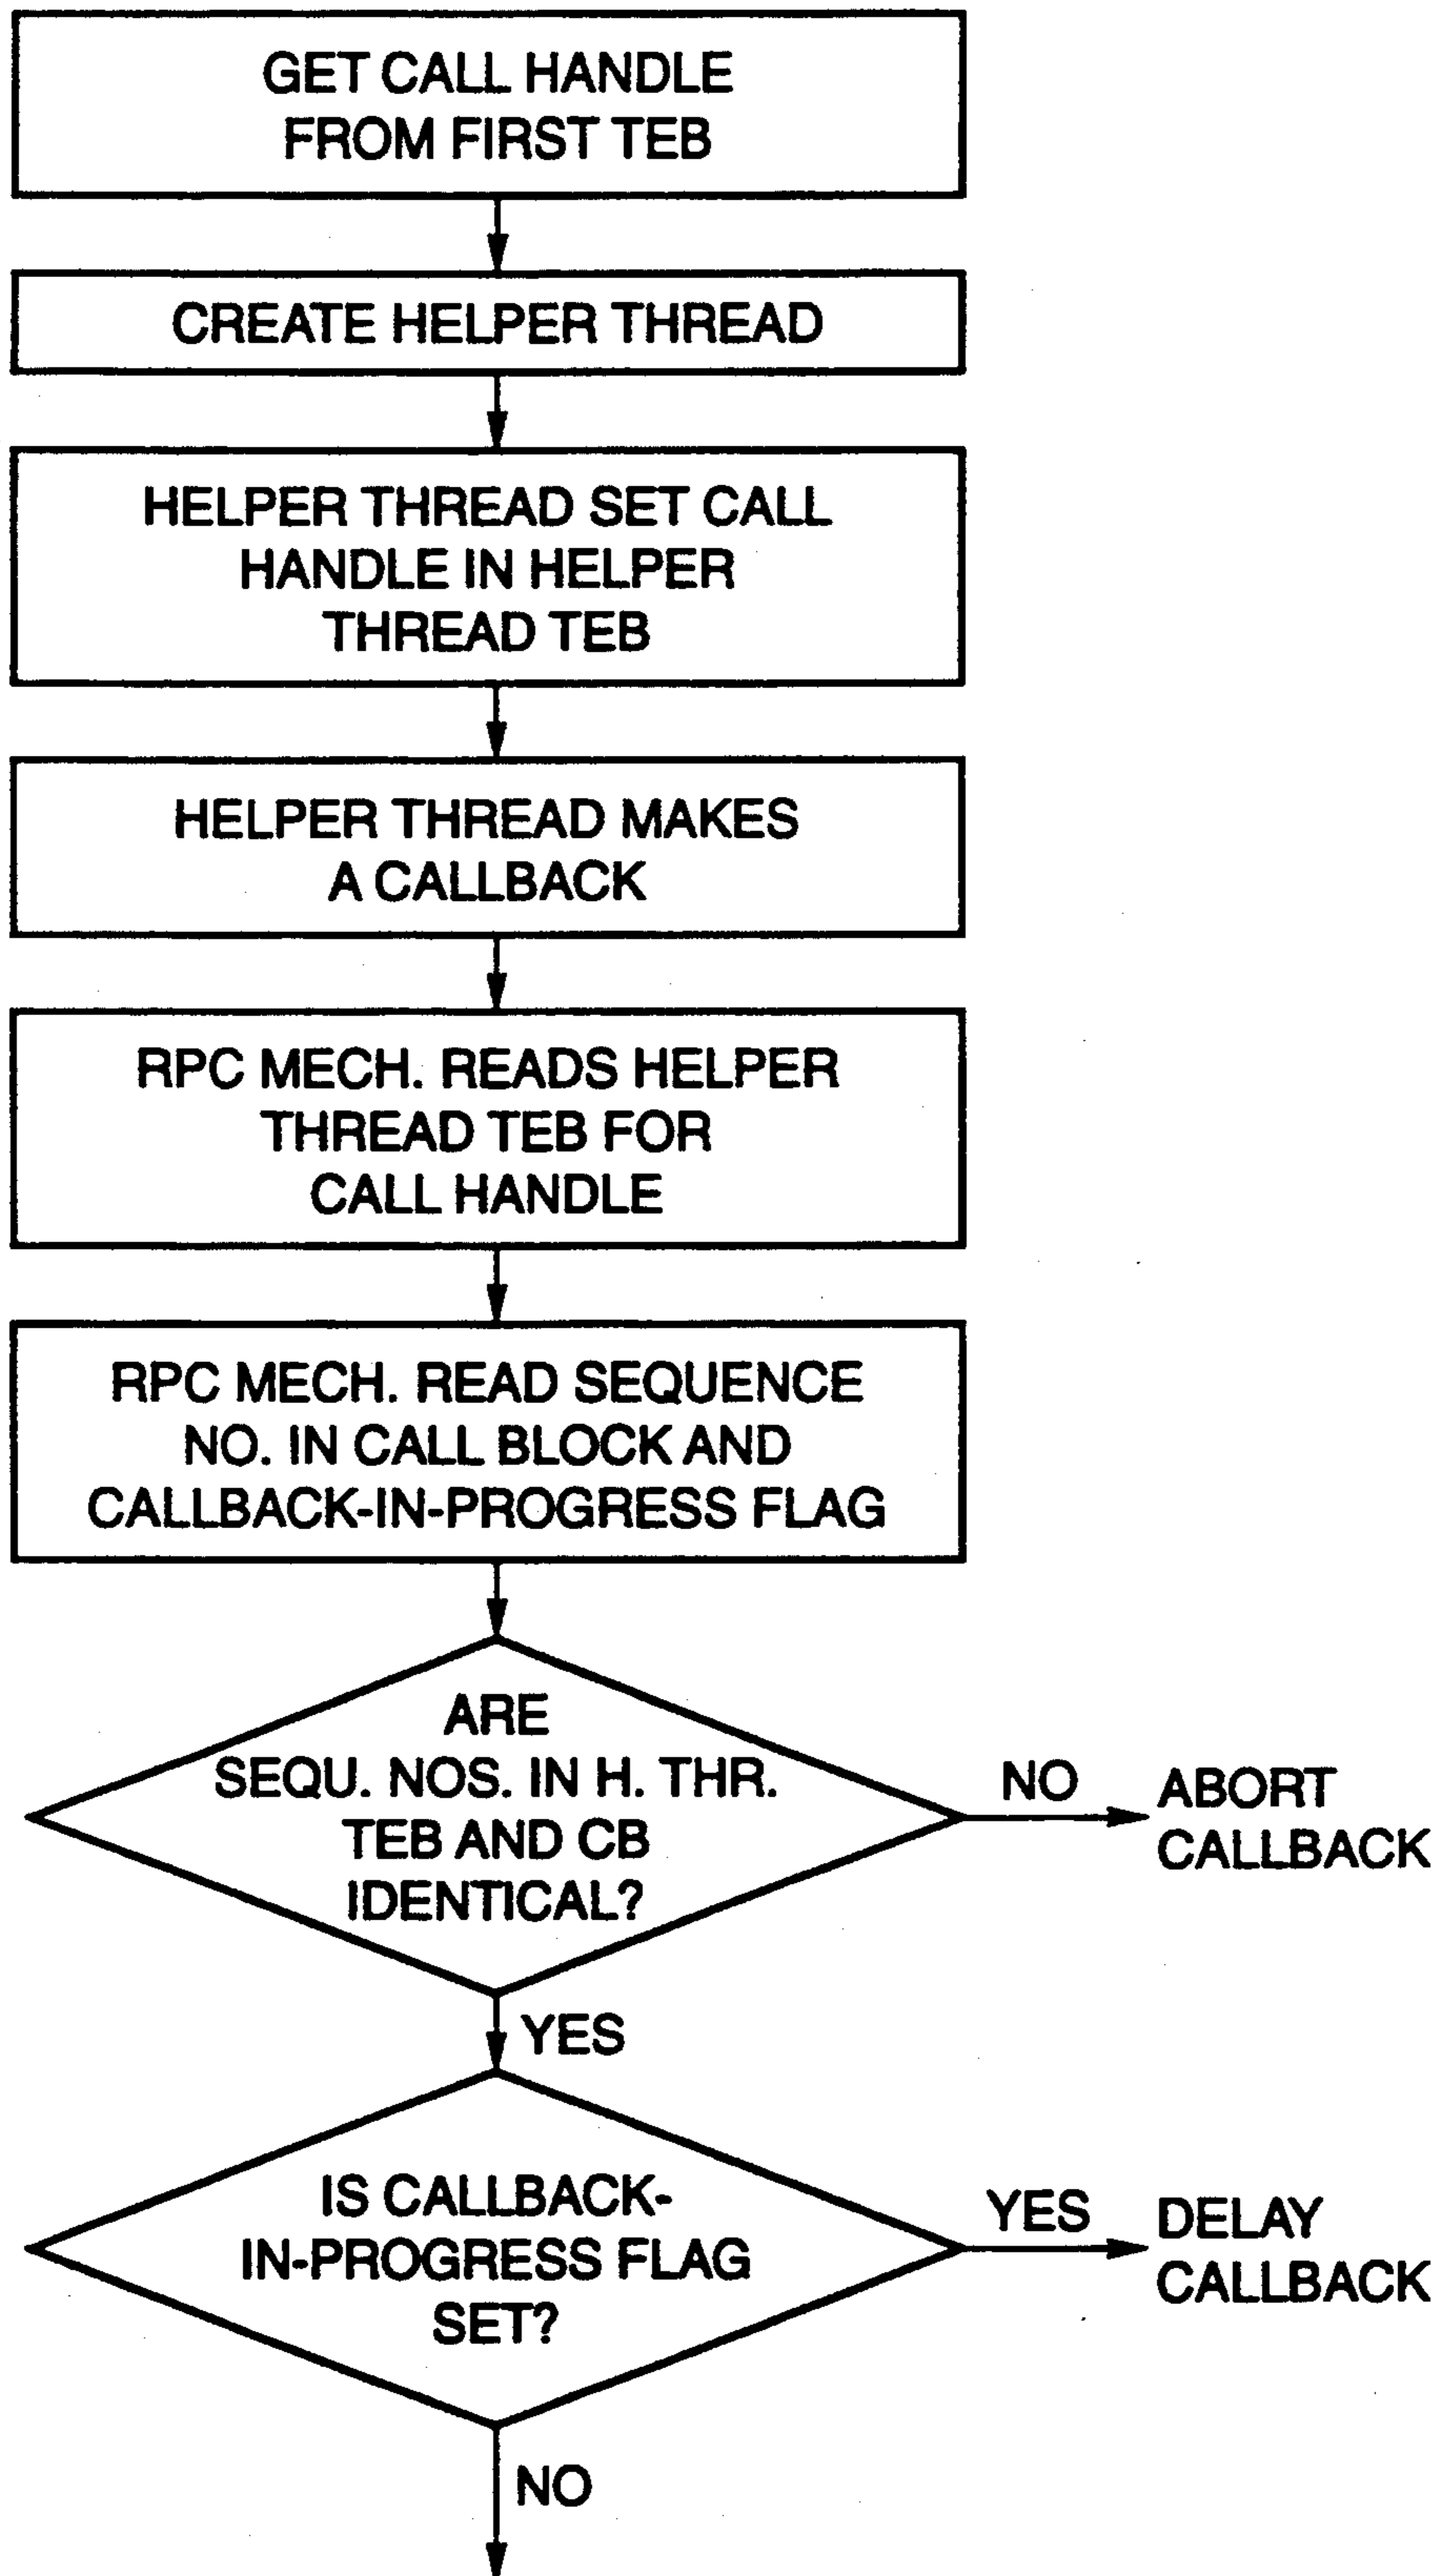 GET CALL HANDLE
FROM FIRST TEB
CREATE HELPER THREAD
HELPER THREAD SET CALL
HANDLE IN HELPER
THREAD TEB
HELPER THREAD MAKES
A CALLBACK
RPC MECH. READS HELPER
THREAD TEB FOR
CALL HANDLE
RPC MECH. READ SEQUENCE
NO. IN CALL BLOCK AND
CALLBACK-IN-PROGRESS FLAG
ARE
SEQU. NOS. IN H. THR.
TEB AND CB
IDENTICAL?
NO
ABORT
CALLBACK
YES
IS CALLBACK-
IN-PROGRESS FLAG
SET?
YES
DELAY
CALLBACK
NO